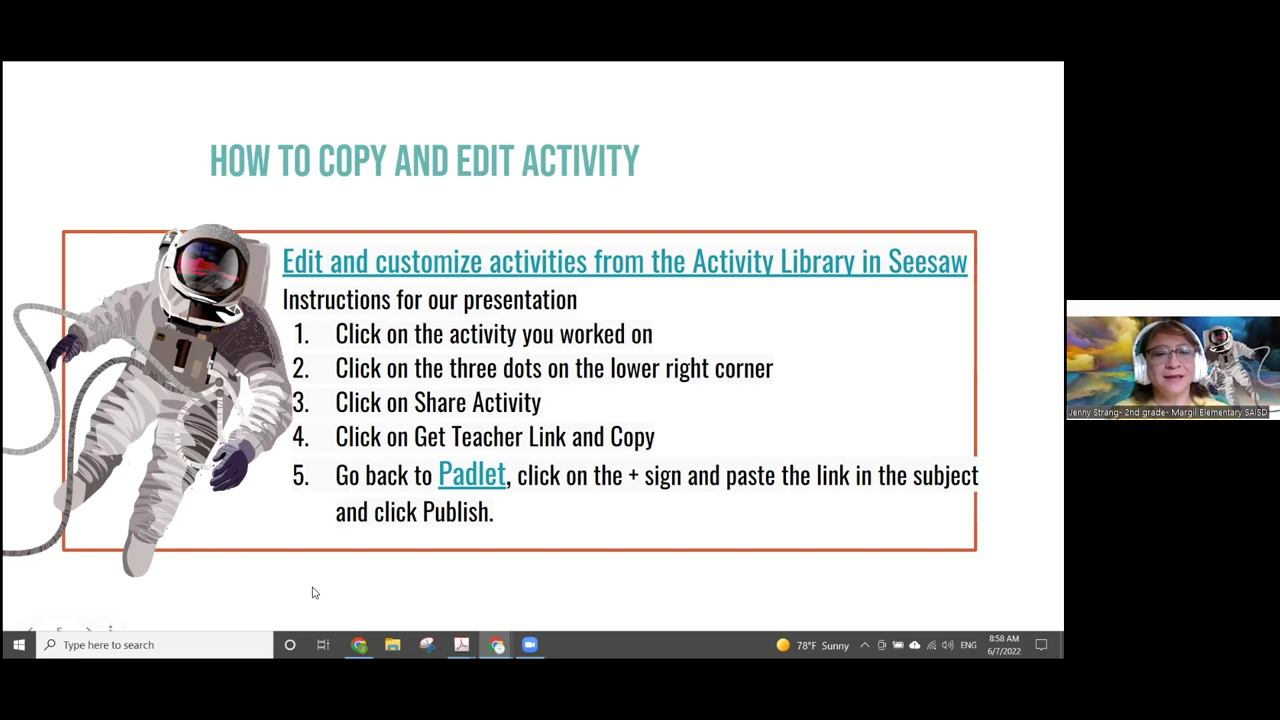 HOW TO COPY AND EDIT ACTIVITY
Edit and customize activities from the Activity Library in Seesaw
Instructions for our presentation
1. Click on the activity you worked on
2. Click on the three dots on the lower right corner
3. Click on Share Activity
4. Click on Get Teacher Link and Copy
5. Go back to Padlet, click on the + sign and paste the link in the subject
and click Publish.
Jenny Strang- 2nd grade- Margil Elementary SAISD
Type here to search
78°F Sunny
ENG
8:58 AM
6/7/2022